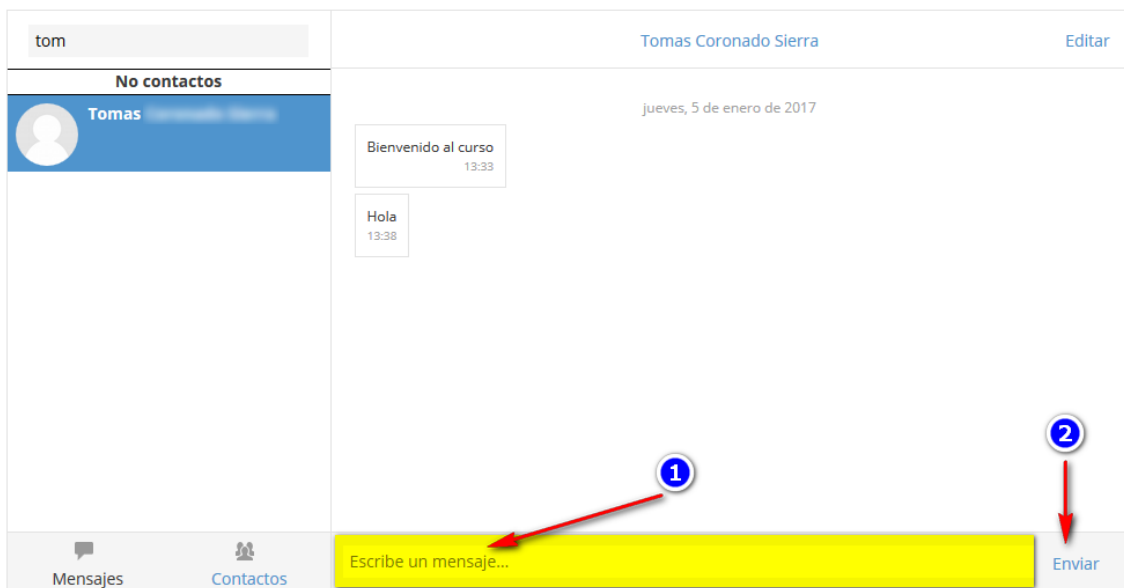 tom
Tomas Coronado Sierra
Editar
No contactos
Tomas
jueves, 5 de enero de 2017
Bienvenido al curso
13:33
Hola
13:38
2
1
Escribe un mensaje...
Enviar
Mensajes
Contactos